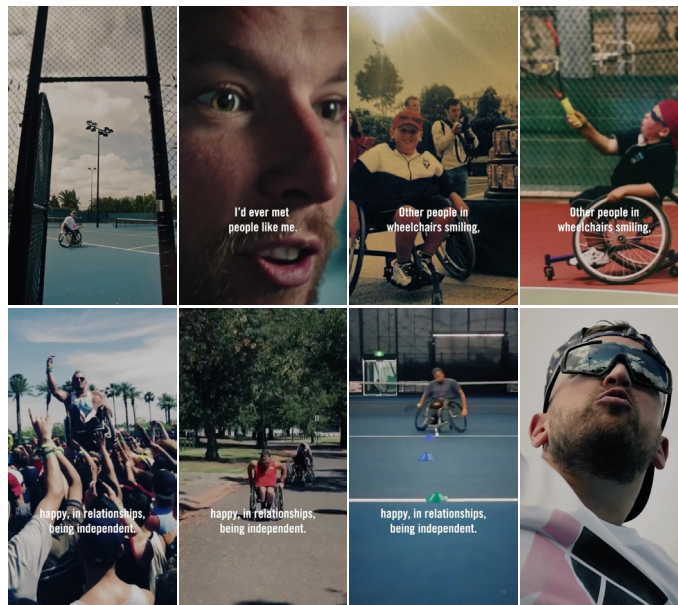 I'd ever met
people like me.
Other people in
wheelchairs smiling,
Other people in
wheelchairs smiling,
happy, in relationships,
being independent.
happy, in relationships,
being independent.
happy, in relationships,
being independent.